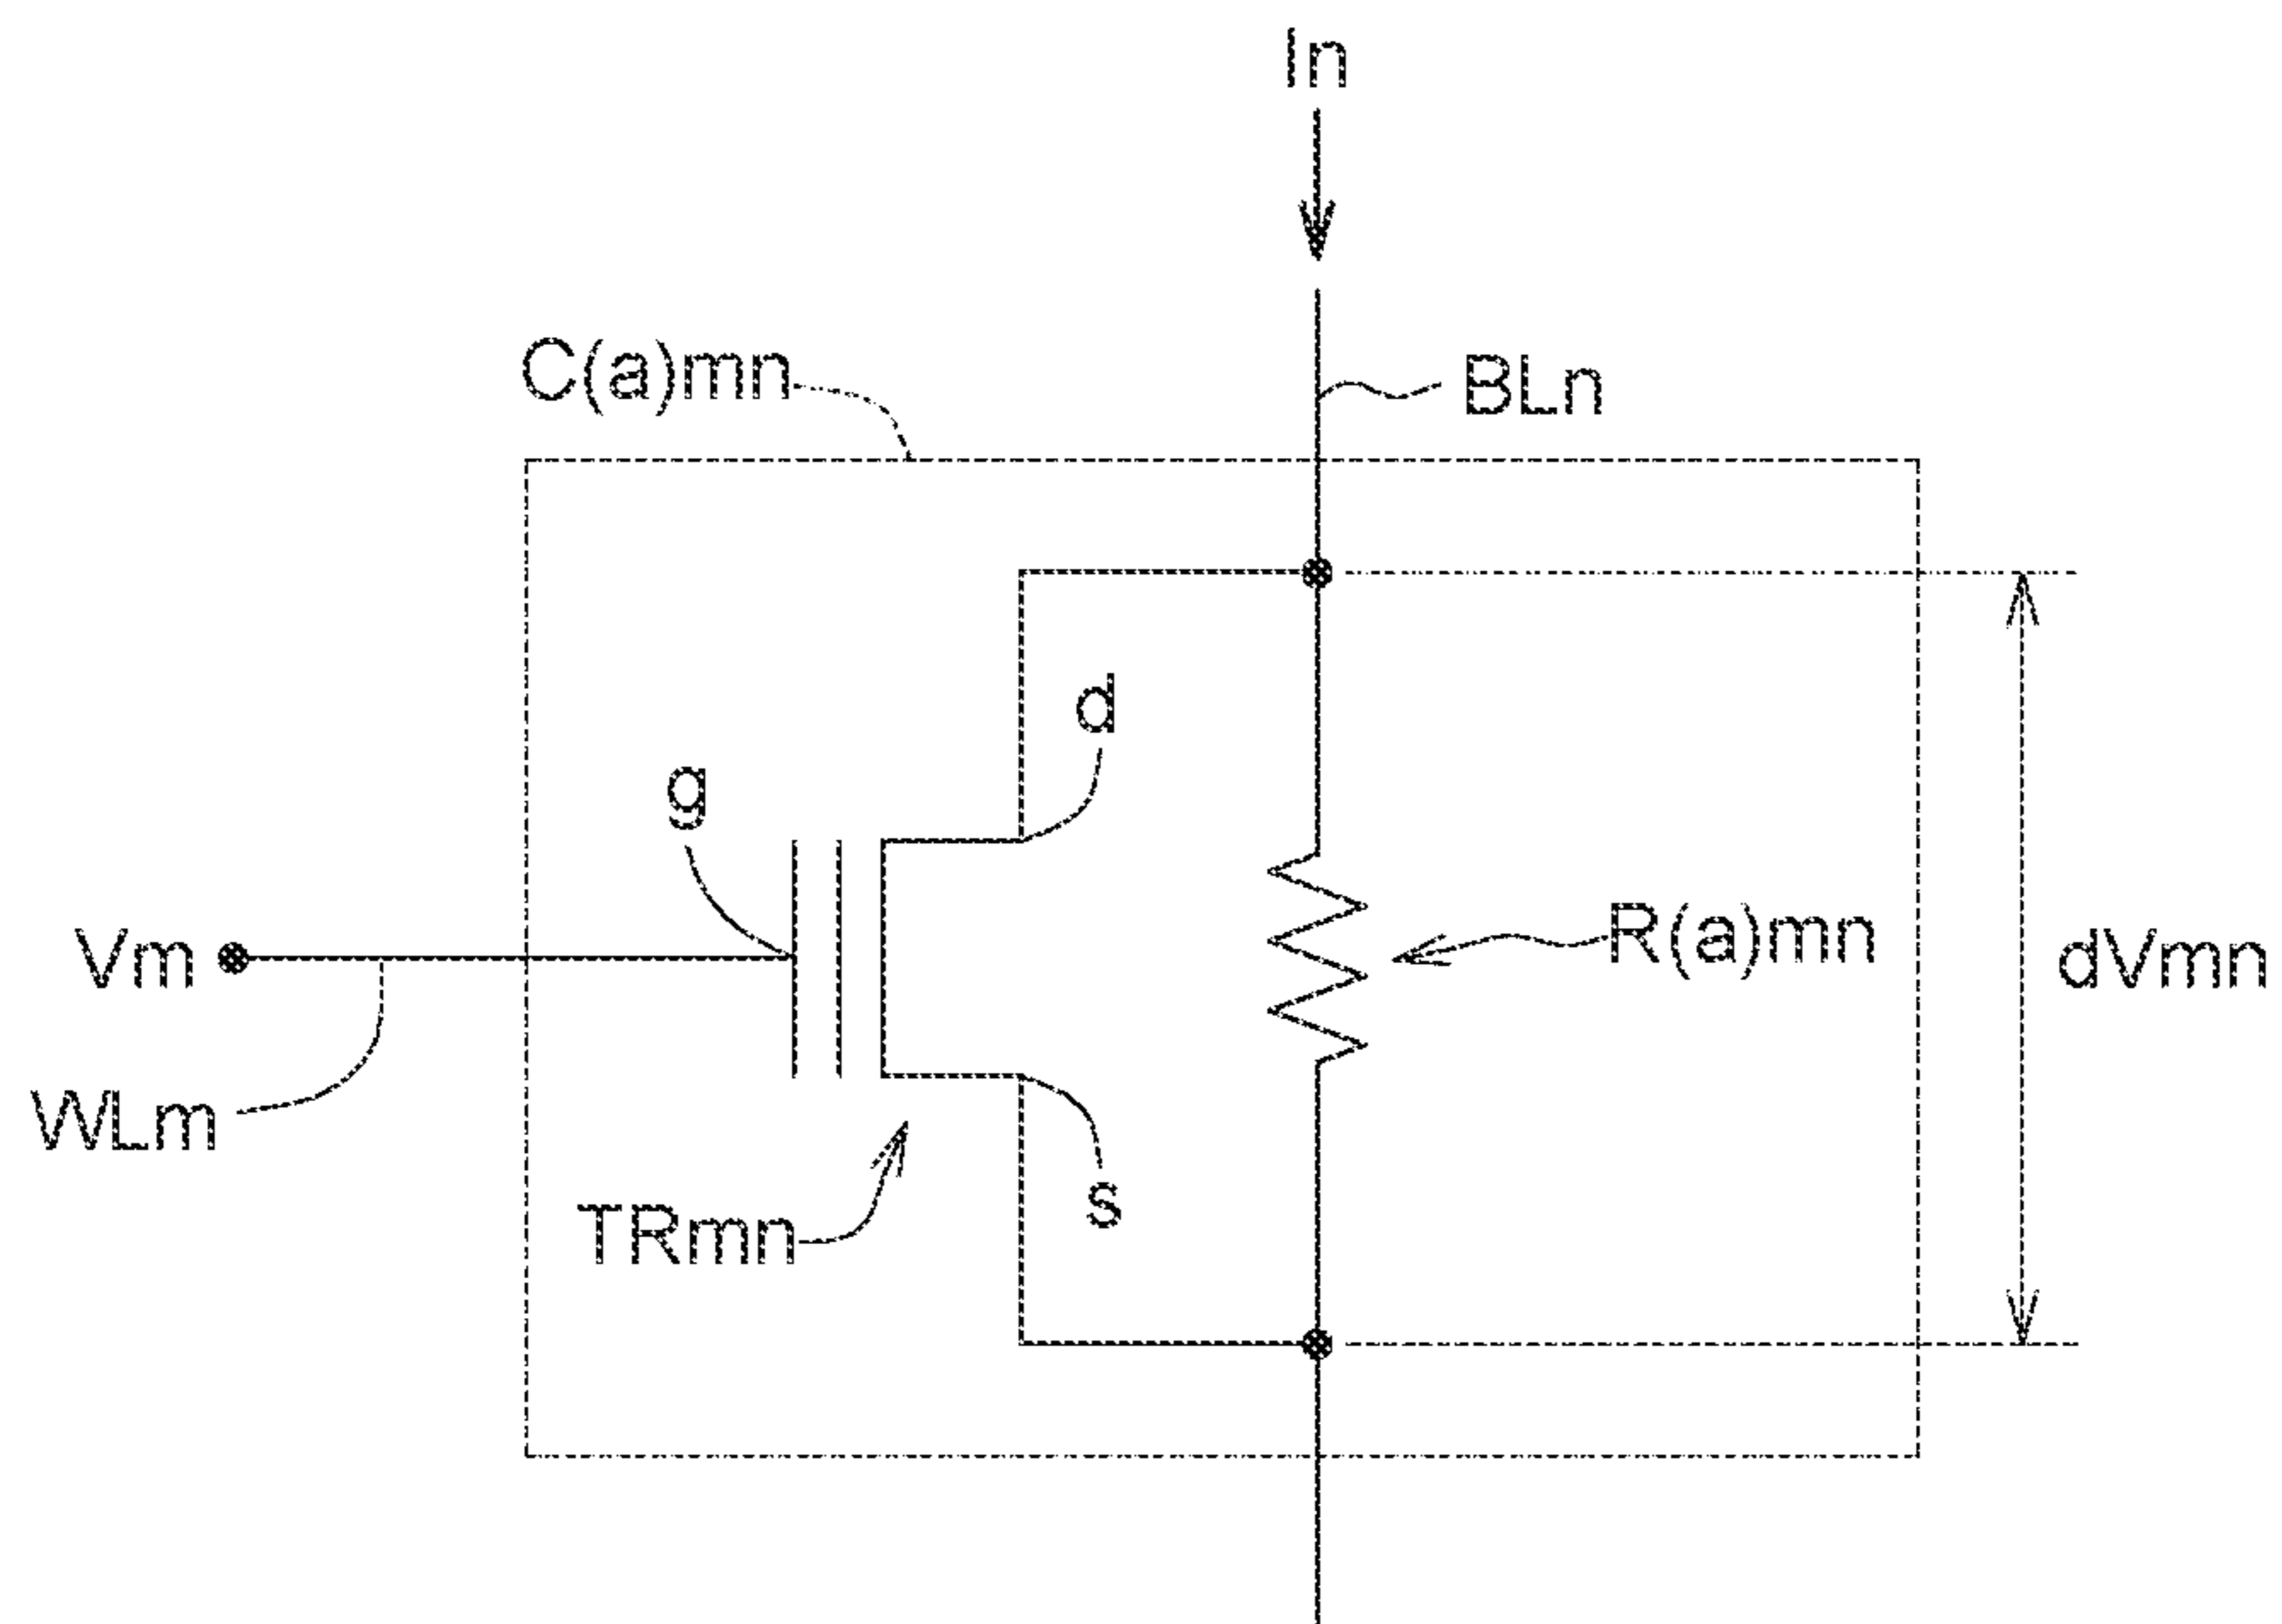 In
C(a)mn
BLn
d
g
Vm
R(a)mn
dVmn
WLm
s
TRmn